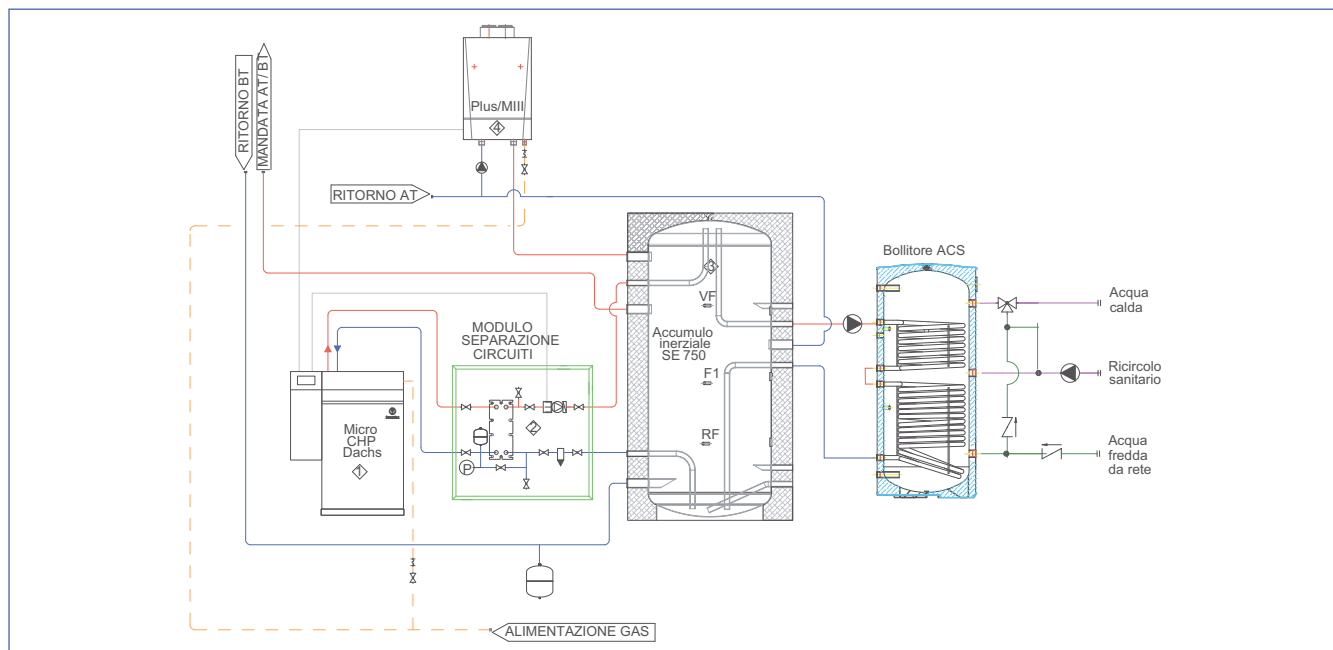 RITORNO BT
MANDATA AT/ BT
Plus/MIII
4
RITORNO AT
Bollitore ACS
3
VF
Acqua
calda
MODULO
SEPARAZIONE
CIRCUITI
Accumulo
inerziale
SE 750
F1
Ricircolo
sanitario
Micro
CHP
Dachs
1
2
P
RF
Acqua
fredda
da rete
ALIMENTAZIONE GAS